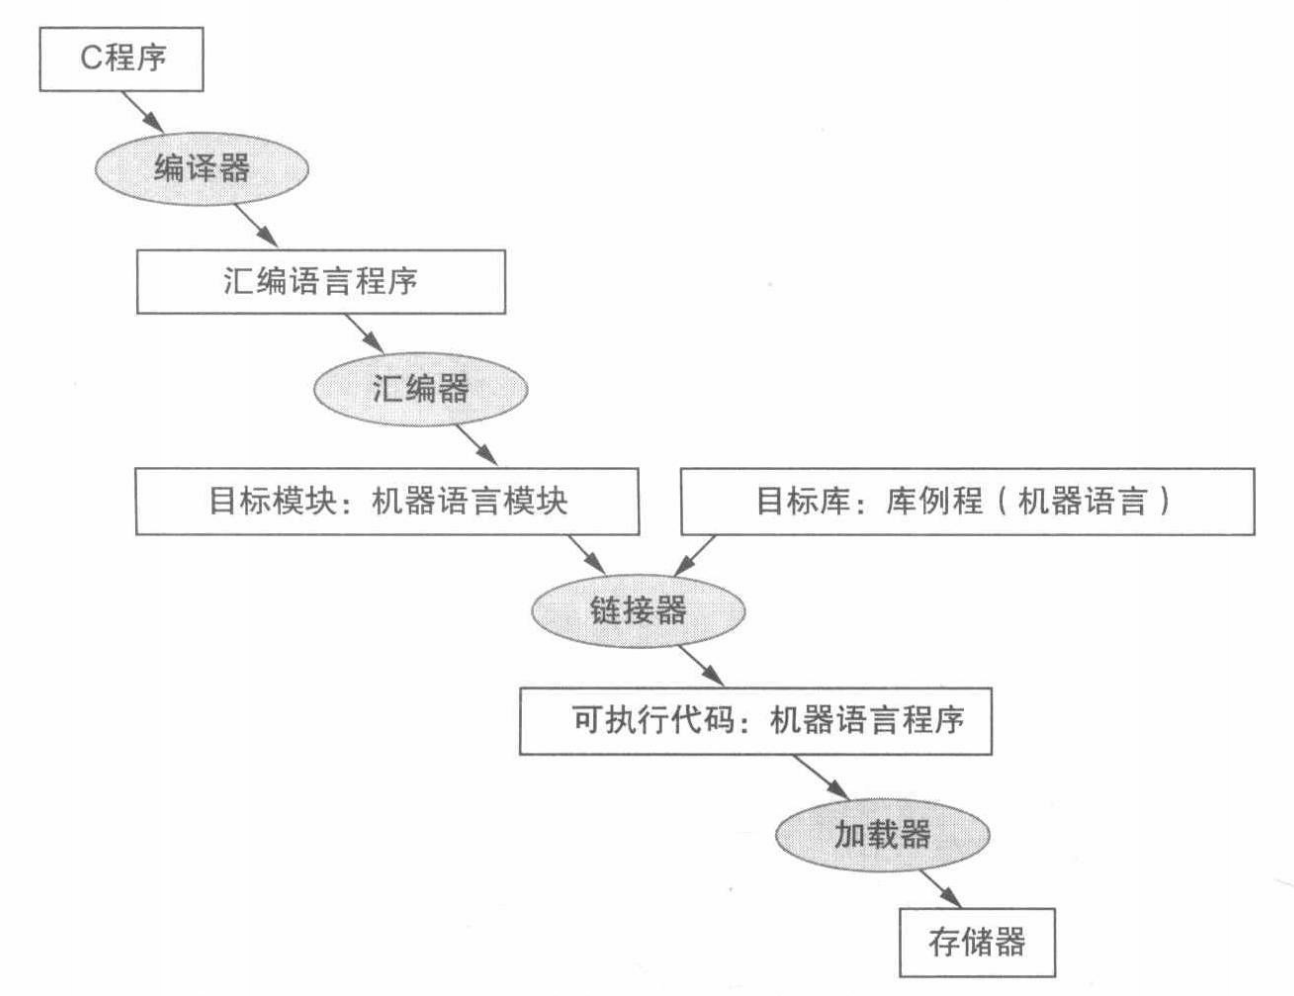 C程序
编译器
汇编语言程序
汇编器
目标模块：机器语言模块
目标库：库例程（机器语言）
链接器
可执行代码：机器语言程序
加载器
存储器